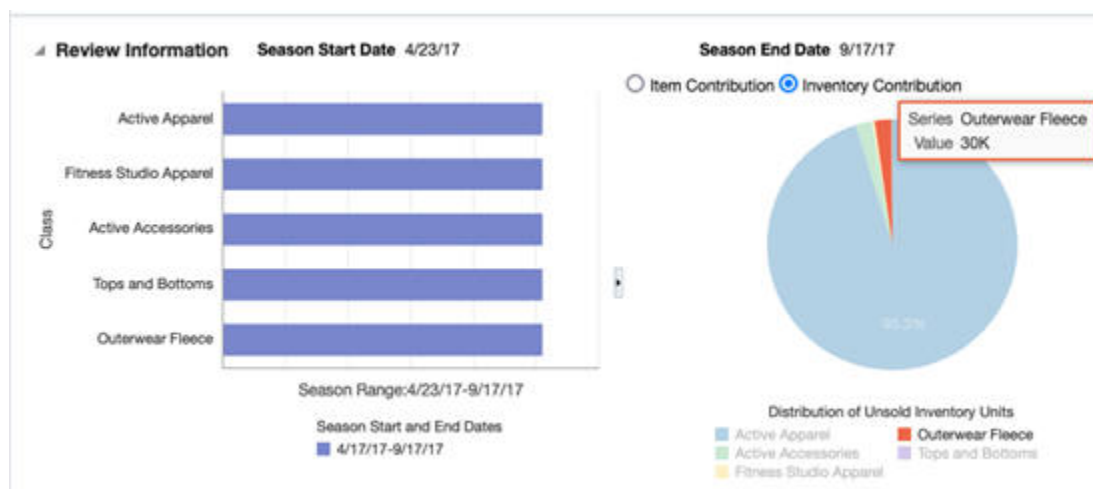 Review Information Season Start Date 4/23/17 Season End Date 9/17/17
Item Contribution Inventory Contribution
Series Outerwear Fleece
Value 30K
Class
Active Apparel
Fitness Studio Apparel
Active Accessories
Tops and Bottoms
Outerwear Fleece
Season Range:4/23/17-9/17/17
Season Start and End Dates
4/17/17-9/17/17
Distribution of Unsold Inventory Units
Active Apparel Outerwear Fleece
Active Accessories Tops and Bottoms
Fitness Studio Apparel